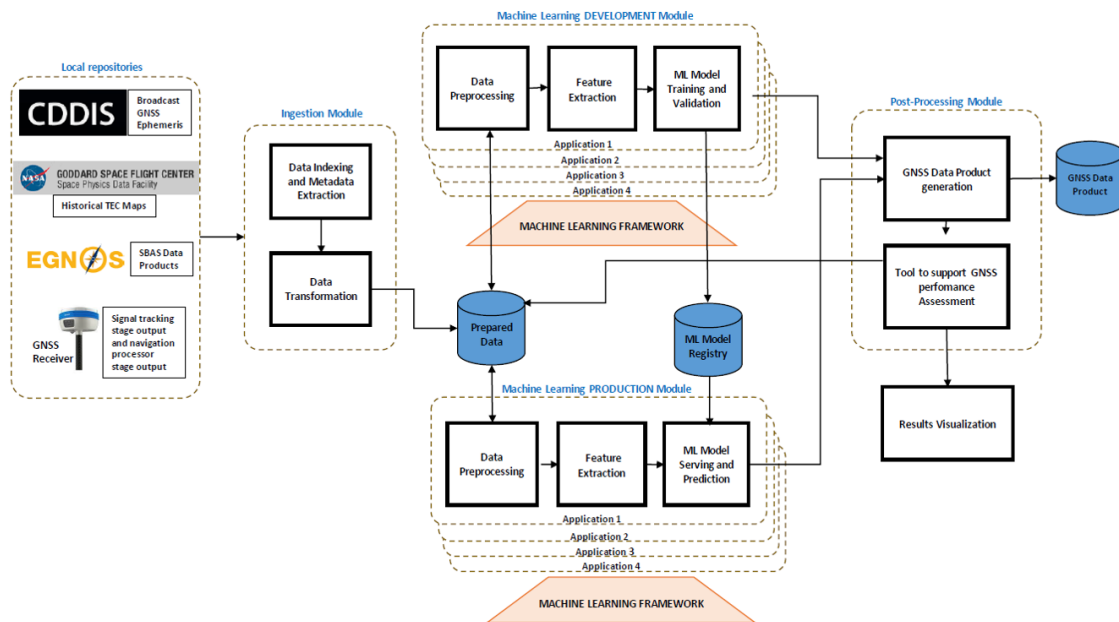 Local repositories
CDDIS
Broadcast
GNSS
Ephemeris
NASA
GODDARD SPACE FLIGHT CENTER
Space Physics Data Facility
Historical TEC Maps
EGNOS
SBAS Data
Products
GNSS
Receiver
Signal tracking
stage output
and navigation
processor
stage output
Ingestion Module
Data Indexing
and Metadata
Extraction
Data
Transformation
Machine Learning DEVELOPMENT Module
Data
Preprocessing
Feature
Extraction
ML Model
Training and
Validation
Application 1
Application 2
Application 3
Application 4
MACHINE LEARNING FRAMEWORK
Prepared
Data
ML Model
Registry
Machine Learning PRODUCTION Module
Data
Preprocessing
Feature
Extraction
ML Model
Serving and
Prediction
Application 1
Application 2
Application 3
Application 4
MACHINE LEARNING FRAMEWORK
Post-Processing Module
GNSS Data Product
generation
GNSS Data
Product
Tool to support GNSS
perfomance
Assessment
Results Visualization